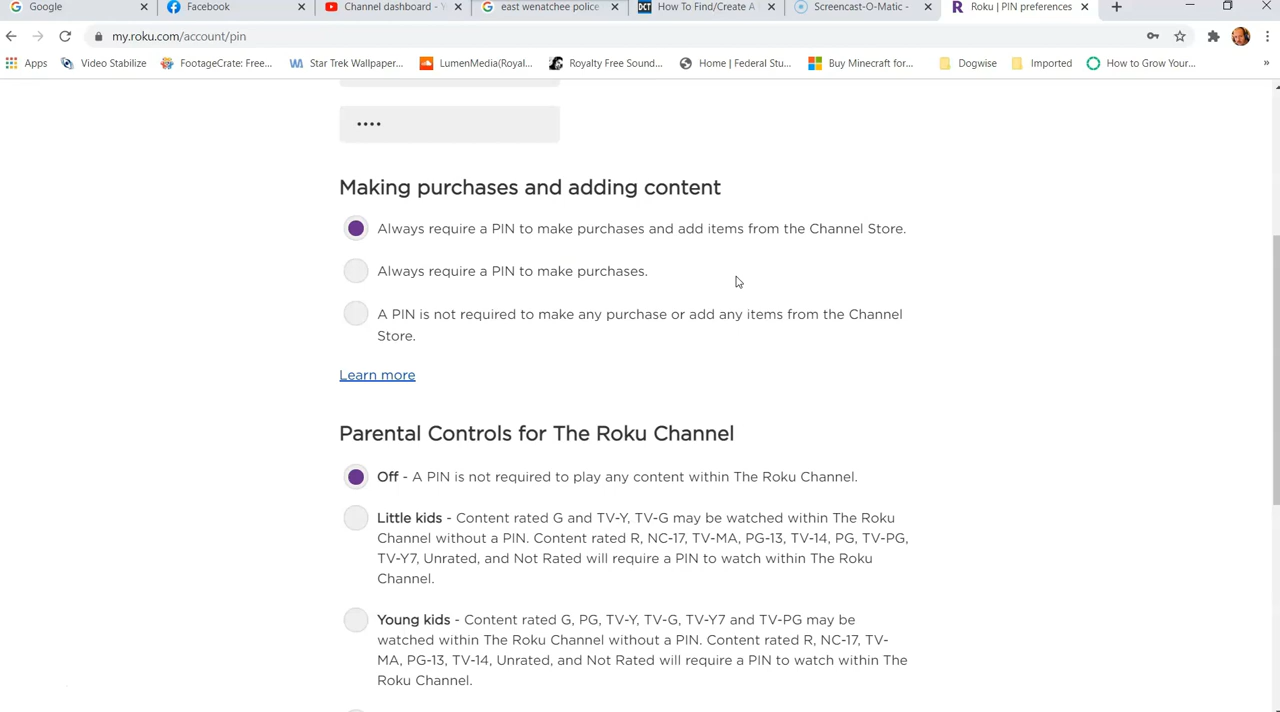 Google
Facebook
Channel dashboard -
east wenatchee police
How To Find/Create A
Screencast-O-Matic -
Roku | PIN preferences
my.roku.com/account/pin
Apps
Video Stabilize
FootageCrate: Free...
Star Trek Wallpaper...
LumenMedia(Royal...
Royalty Free Sound...
Home | Federal Stu...
Buy Minecraft for...
Dogwise
Imported
How to Grow Your...
»
••••
Making purchases and adding content
Always require a PIN to make purchases and add items from the Channel Store.
Always require a PIN to make purchases.
A PIN is not required to make any purchase or add any items from the Channel
Store.
Learn more
Parental Controls for The Roku Channel
Off - A PIN is not required to play any content within The Roku Channel.
Little kids - Content rated G and TV-Y, TV-G may be watched within The Roku
Channel without a PIN. Content rated R, NC-17, TV-MA, PG-13, TV-14, PG, TV-PG,
TV-Y7, Unrated, and Not Rated will require a PIN to watch within The Roku
Channel.
Young kids - Content rated G, PG, TV-Y, TV-G, TV-Y7 and TV-PG may be
watched within The Roku Channel without a PIN. Content rated R, NC-17, TV-
MA, PG-13, TV-14, Unrated, and Not Rated will require a PIN to watch within The
Roku Channel.